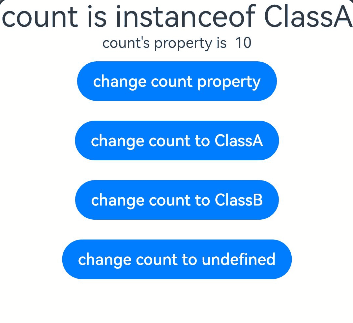 count is instanceof ClassA
count's property is  10
change count property
change count to ClassA
change count to ClassB
change count to undefined